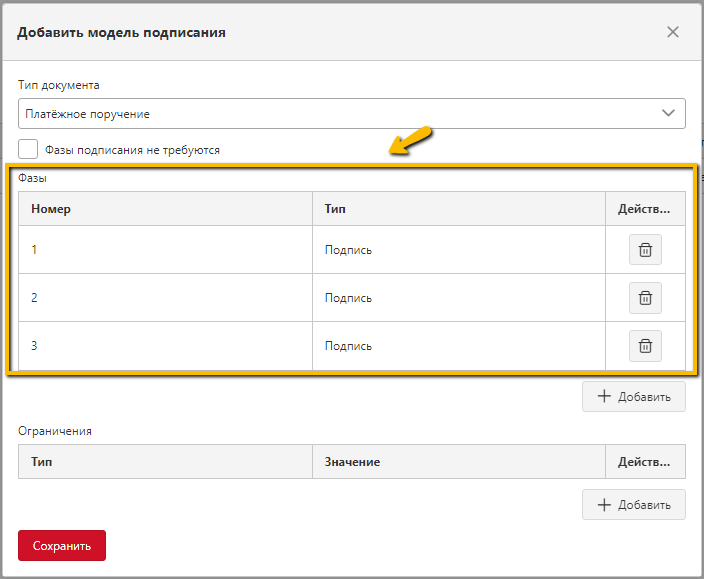 Добавить модель подписания
Тип документа
Платёжное поручение
Фазы подписания не требуются
Фазы
Номер Тип Действ...
1 Подпись
2 Подпись
3 Подпись
Добавить
Ограничения
Тип Значение Действ...
Добавить
Сохранить